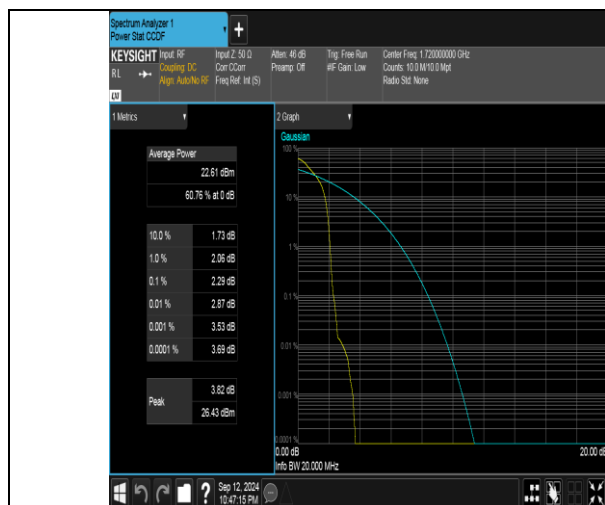 Spectrum Analyzer 1
Power Stat CCDF
+
KEYSIGHT
RL
LXI
Input: RF
Coupling: DC
Align: Auto/No RF
Input Z: 50 Ω
Corr CCorr
Freq Ref: Int (S)
Atten: 46 dB
Preamp: Off
Trig: Free Run
#IF Gain: Low
Center Freq: 1.720000000 GHz
Counts: 10.0 M/10.0 Mpt
Radio Std: None
1 Metrics
Average Power
22.61 dBm
60.76 % at 0 dB
10.0 % 1.73 dB
1.0 % 2.06 dB
0.1 % 2.29 dB
0.01 % 2.87 dB
0.001 % 3.53 dB
0.0001 % 3.69 dB
Peak
3.82 dB
26.43 dBm
2 Graph
Gaussian
100 %
10 %
1 %
0.1 %
0.01 %
0.001 %
0.0001 %
0.00 dB 20.00 dB
Info BW 20.000 MHz
?
Sep 12, 2024
10:47:15 PM